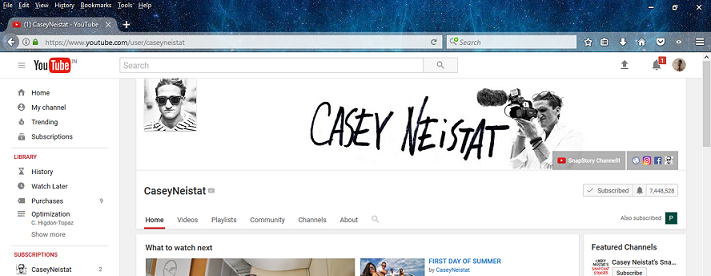 File Edit View History Bookmarks Tools Help
(1) CaseyNeistat - YouTube
https://www.youtube.com/user/caseyneistat
Search
YouTube IN
Search
1
Home
My channel
Trending
Subscriptions
LIBRARY
History
Watch Later
Purchases 9
Optimization
C. Higdon-Topaz
Show more
SUBSCRIPTIONS
CaseyNeistat 2
CASEY NEISTAT
SnapStory Channel!!
CaseyNeistat
Subscribed 7,448,528
Home Videos Playlists Community Channels About
Also subscribed P
What to watch next
FIRST DAY OF SUMMER
by CaseyNeistat
Featured Channels
Casey Neistat's Sna...
Subscribe